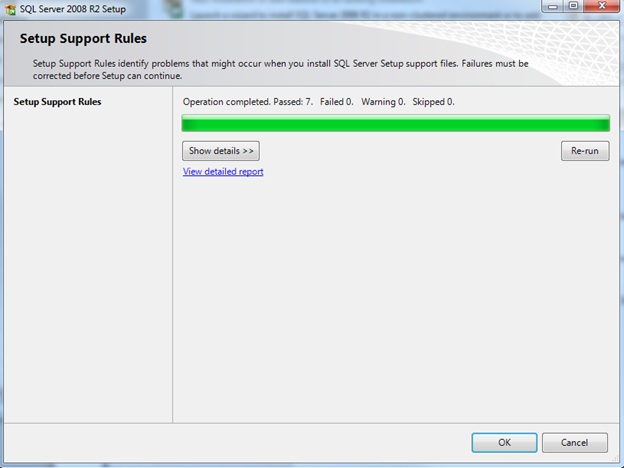 SQL Server 2008 R2 Setup
Setup Support Rules
Setup Support Rules identify problems that might occur when you install SQL Server Setup support files. Failures must be
corrected before Setup can continue.
Setup Support Rules
Operation completed. Passed: 7.   Failed 0.   Warning 0.   Skipped 0.
Show details >>
Re-run
View detailed report
OK
Cancel